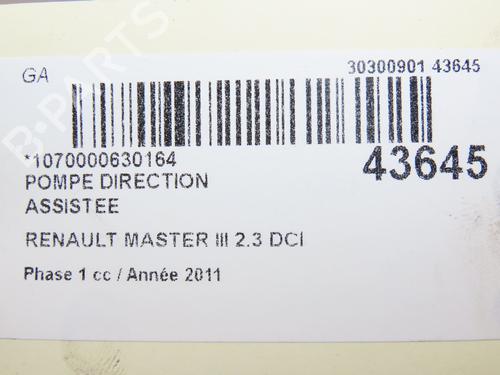 GA
30300901 43645
*1070000630164
43645
POMPE DIRECTION
ASSISTEE
RENAULT MASTER III 2.3 DCI
Phase 1 cc / Année 2011
B-PARTS